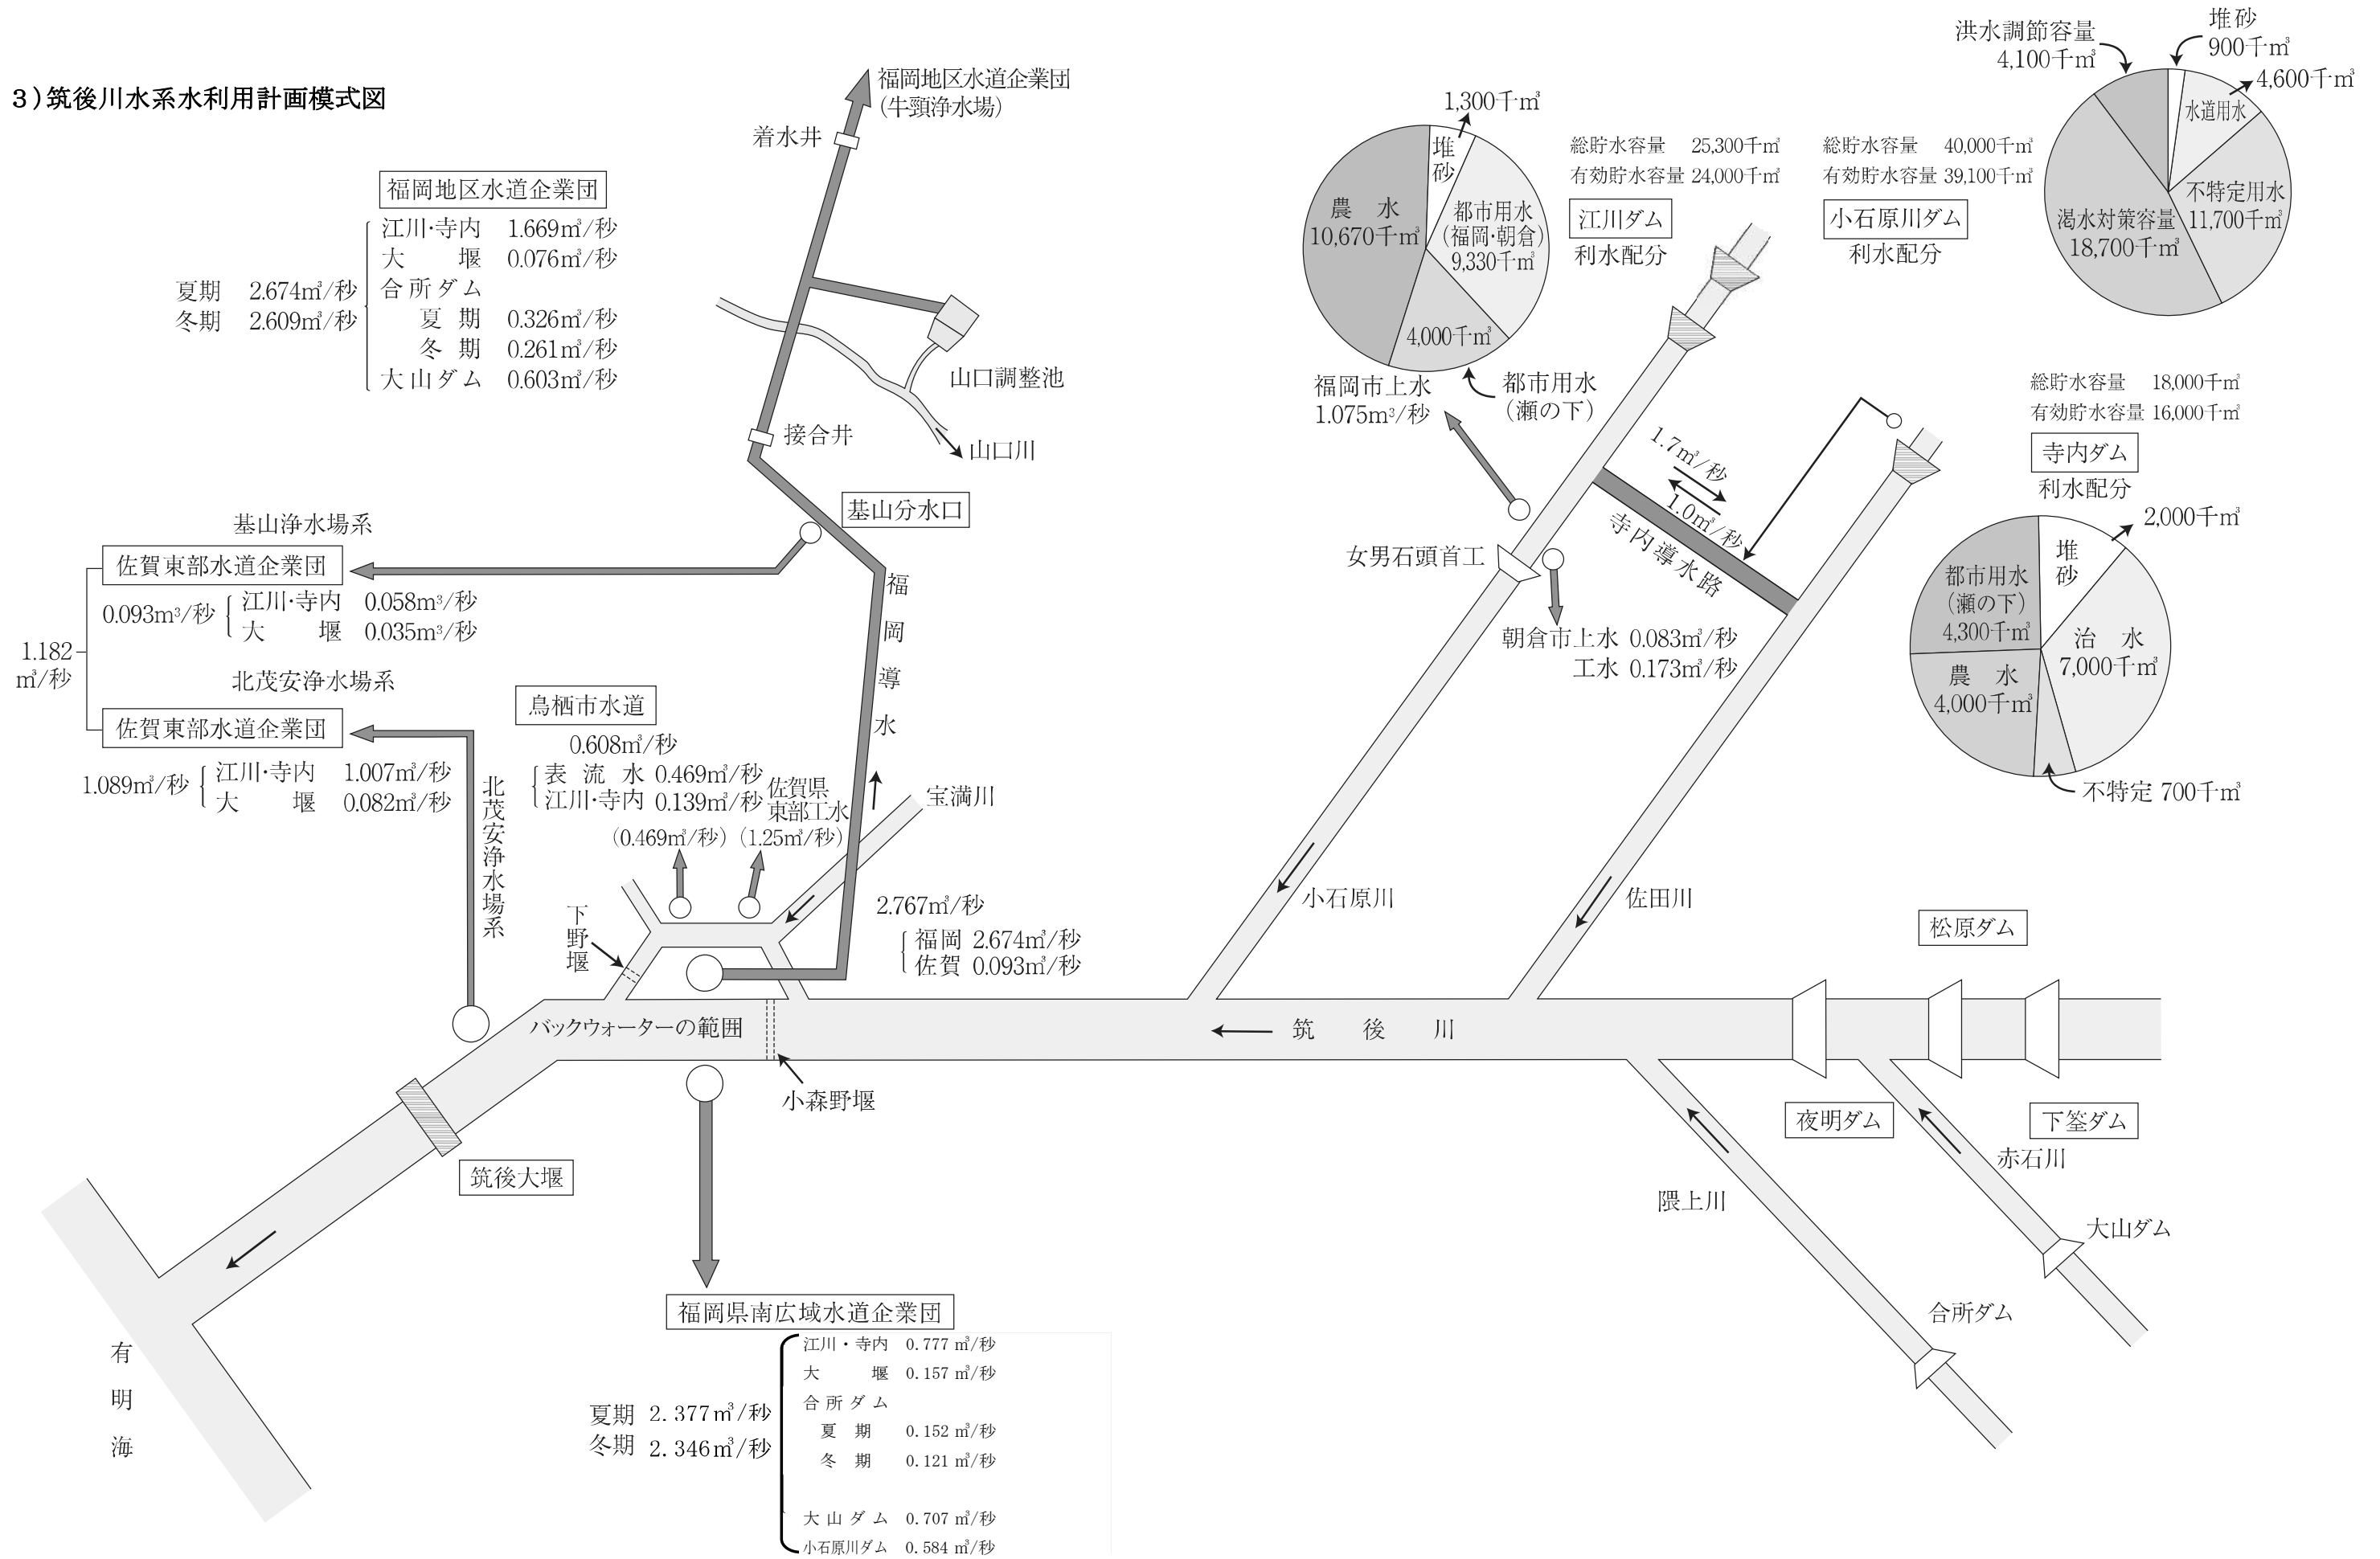 3）筑後川水系水利用計画模式図
福岡地区水道企業団
（牛頸浄水場）
着水井
福岡地区水道企業団
夏期 2.674㎥/秒
冬期 2.609㎥/秒
江川・寺内 1.669㎥/秒
大堰 0.076㎥/秒
合所ダム
夏期 0.326㎥/秒
冬期 0.261㎥/秒
大山ダム 0.603㎥/秒
山口調整池
接合井
山口川
基山分水口
基山浄水場系
佐賀東部水道企業団
0.093m³/秒
江川・寺内 0.058m³/秒
大堰 0.035m³/秒
1.182
㎥/秒
北茂安浄水場系
佐賀東部水道企業団
1.089㎥/秒
江川・寺内 1.007㎥/秒
大堰 0.082㎥/秒
北茂安浄水場系
鳥栖市水道
0.608㎥/秒
表流水 0.469㎥/秒
江川・寺内 0.139㎥/秒
佐賀県
東部工水
（0.469㎥/秒）（1.25㎥/秒）
福岡導水
宝満川
下野堰
2.767㎥/秒
福岡 2.674㎥/秒
佐賀 0.093㎥/秒
バックウォーターの範囲
小森野堰
筑後大堰
有明海
福岡県南広域水道企業団
夏期 2.377㎥/秒
冬期 2.346㎥/秒
江川・寺内 0.777㎥/秒
大堰 0.157㎥/秒
合所ダム
夏期 0.152㎥/秒
冬期 0.121㎥/秒
大山ダム 0.707㎥/秒
小石原川ダム 0.584㎥/秒
1,300千㎥
堆砂
農水
10,670千㎥
都市用水
（福岡・朝倉）
9,330千㎥
4,000千㎥
都市用水
（瀬の下）
総貯水容量 25,300千㎥
有効貯水容量 24,000千㎥
江川ダム
利水配分
総貯水容量 40,000千㎥
有効貯水容量 39,100千㎥
小石原川ダム
利水配分
洪水調節容量
4,100千㎥
堆砂
900千㎥
4,600千㎥
水道用水
不特定用水
11,700千㎥
渇水対策容量
18,700千㎥
福岡市上水
1.075m³/秒
女男石頭首工
1.7㎥/秒
1.0㎥/秒
寺内導水路
朝倉市上水 0.083㎥/秒
工水 0.173㎥/秒
総貯水容量 18,000千㎥
有効貯水容量 16,000千㎥
寺内ダム
利水配分
2,000千㎥
堆砂
都市用水
（瀬の下）
4,300千㎥
治水
7,000千㎥
農水
4,000千㎥
不特定 700千㎥
小石原川
佐田川
筑後川
松原ダム
夜明ダム
下筌ダム
赤石川
隈上川
大山ダム
合所ダム